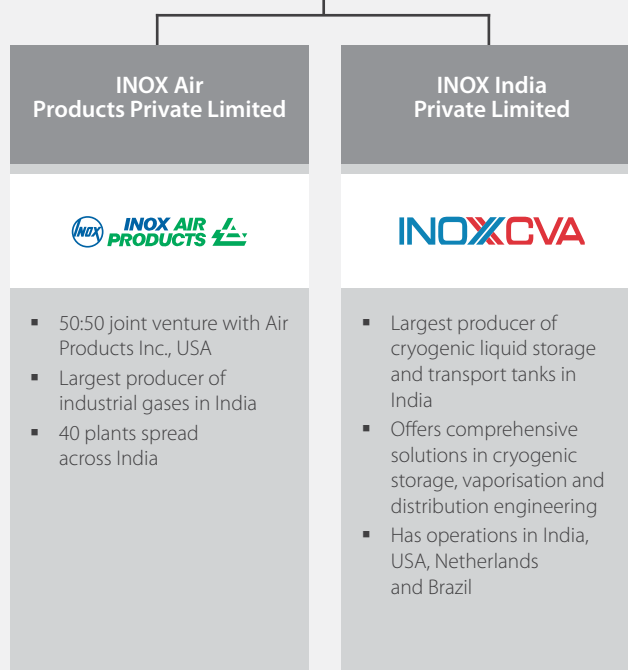 INOX Air
Products Private Limited
INOX
INOX AIR
PRODUCTS
▪ 50:50 joint venture with Air
Products Inc., USA
▪ Largest producer of
industrial gases in India
▪ 40 plants spread
across India
INOX India
Private Limited
INOXCVA
▪ Largest producer of
cryogenic liquid storage
and transport tanks in
India
▪ Offers comprehensive
solutions in cryogenic
storage, vaporisation and
distribution engineering
▪ Has operations in India,
USA, Netherlands
and Brazil